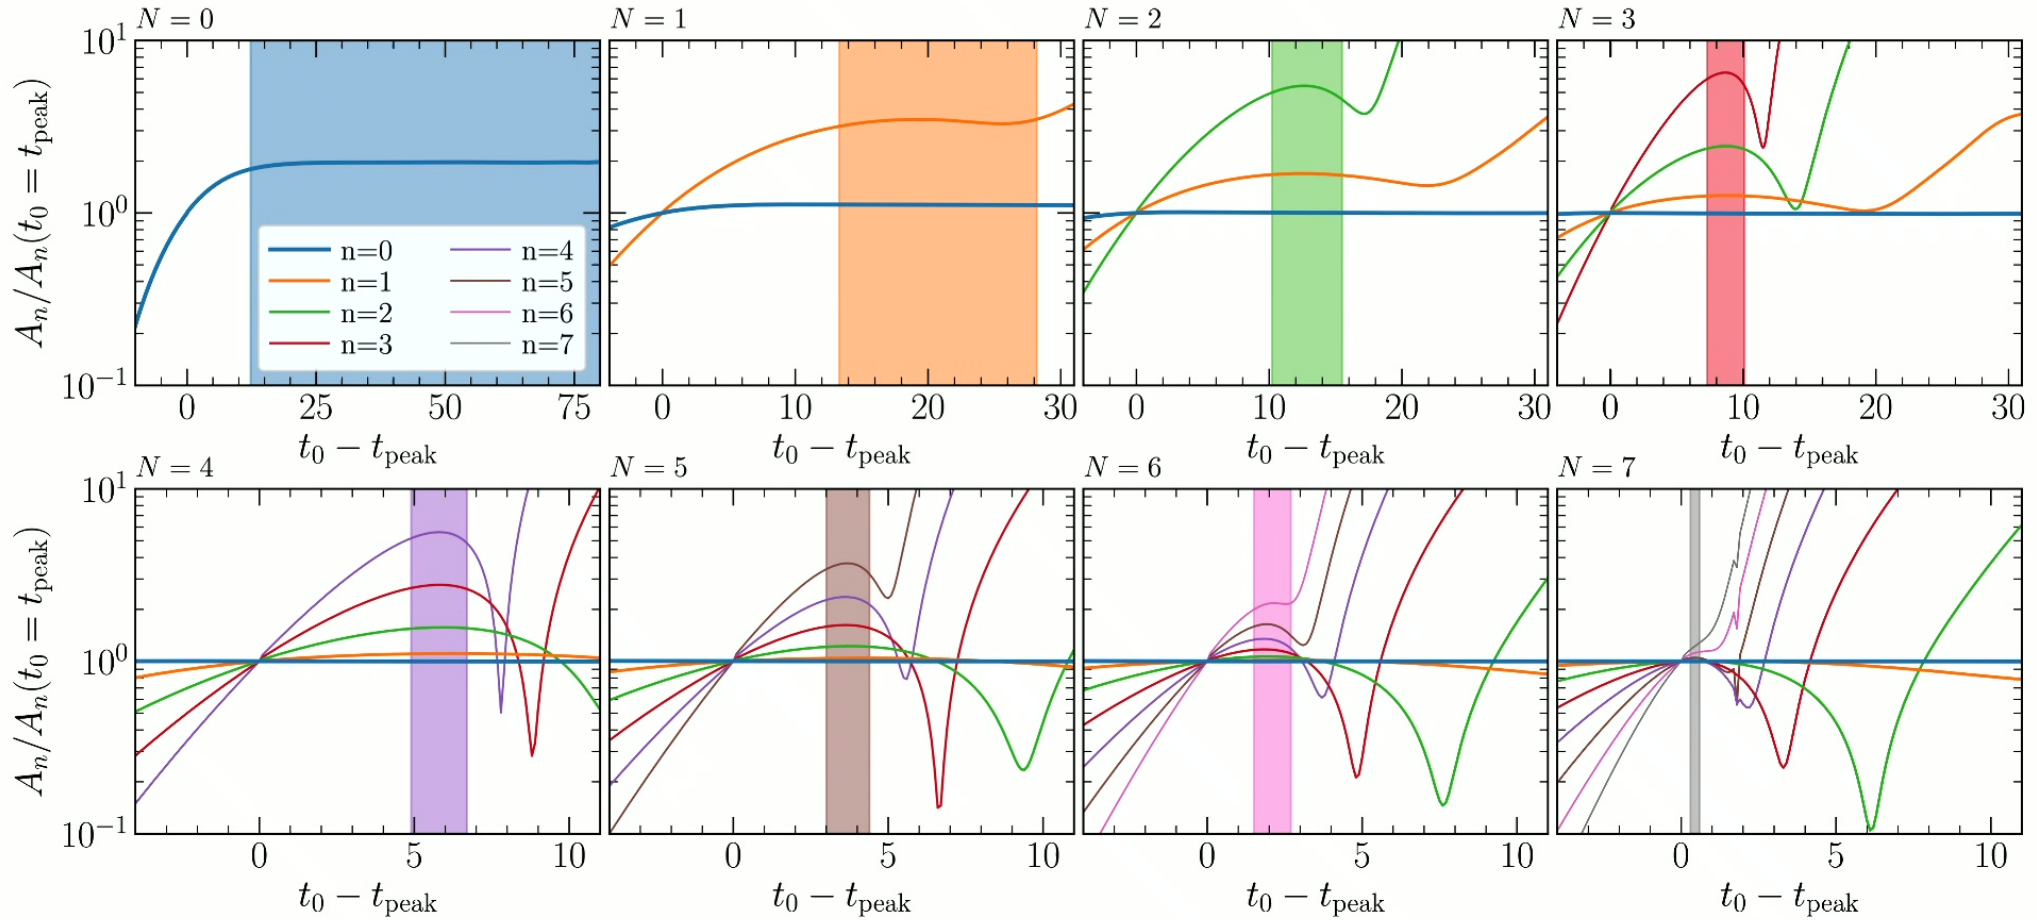 N = 0
N = 1
N = 2
N = 3
A_n/A_n(t_0 = t_peak)
10^1
10^0
10^−1
n=0
n=1
n=2
n=3
n=4
n=5
n=6
n=7
0 25 50 75
0 10 20 30
0 10 20 30
0 10 20 30
t_0 − t_peak
t_0 − t_peak
t_0 − t_peak
t_0 − t_peak
N = 4
N = 5
N = 6
N = 7
A_n/A_n(t_0 = t_peak)
10^1
10^0
10^−1
0 5 10
0 5 10
0 5 10
0 5 10
t_0 − t_peak
t_0 − t_peak
t_0 − t_peak
t_0 − t_peak